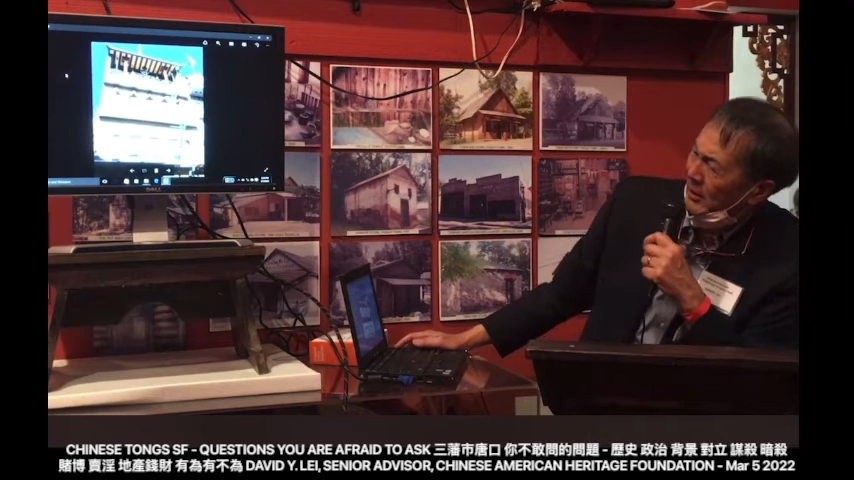 DELL
CHINESE TONGS SF - QUESTIONS YOU ARE AFRAID TO ASK 三藩市唐口 你不敢問的問題 - 歷史 政治 背景 對立 謀殺 暗殺
賭博 賣淫 地產錢財 有為有不為 DAVID Y. LEI, SENIOR ADVISOR, CHINESE AMERICAN HERITAGE FOUNDATION - Mar 5 2022